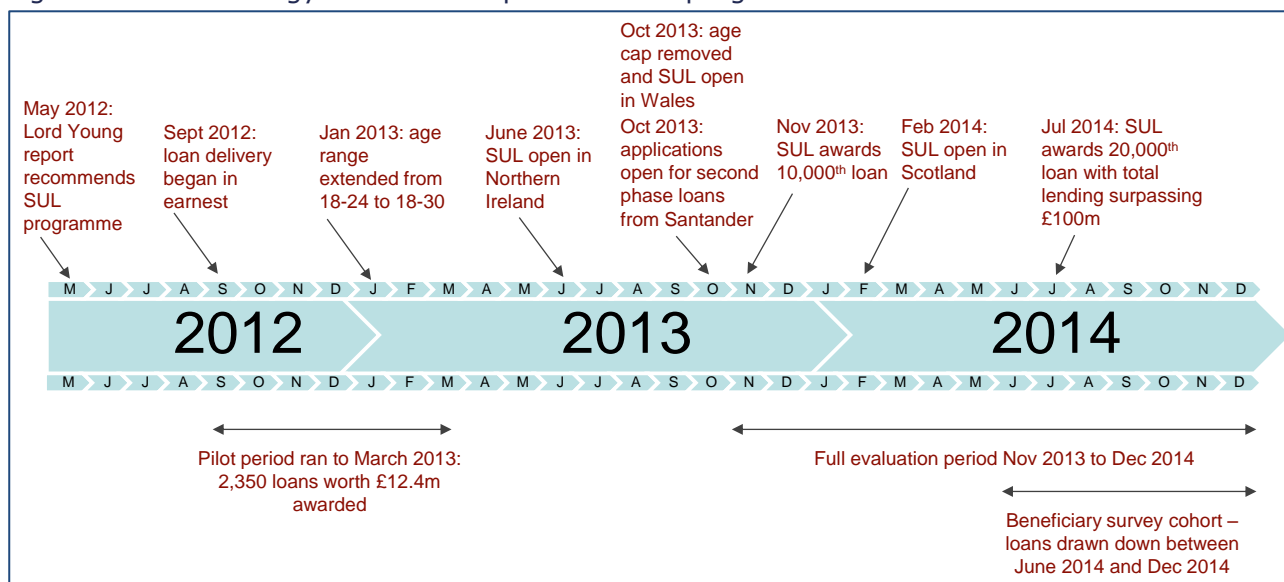 May 2012:
Lord Young
report
recommends
SUL
programme
Sept 2012:
loan delivery
began in
earnest
Jan 2013: age
range
extended from
18-24 to 18-30
June 2013:
SUL open in
Northern
Ireland
Oct 2013: age
cap removed
and SUL open
in Wales
Oct 2013:
applications
open for second
phase loans
from Santander
Nov 2013:
SUL awards
10,000th loan
Feb 2014:
SUL open in
Scotland
Jul 2014: SUL
awards 20,000th
loan with total
lending surpassing
£100m
M J J A S O N D J F M A M J J A S O N D J F M A M J J A S O N D
2012 2013 2014
M J J A S O N D J F M A M J J A S O N D J F M A M J J A S O N D
Pilot period ran to March 2013:
2,350 loans worth £12.4m
awarded
Full evaluation period Nov 2013 to Dec 2014
Beneficiary survey cohort –
loans drawn down between
June 2014 and Dec 2014